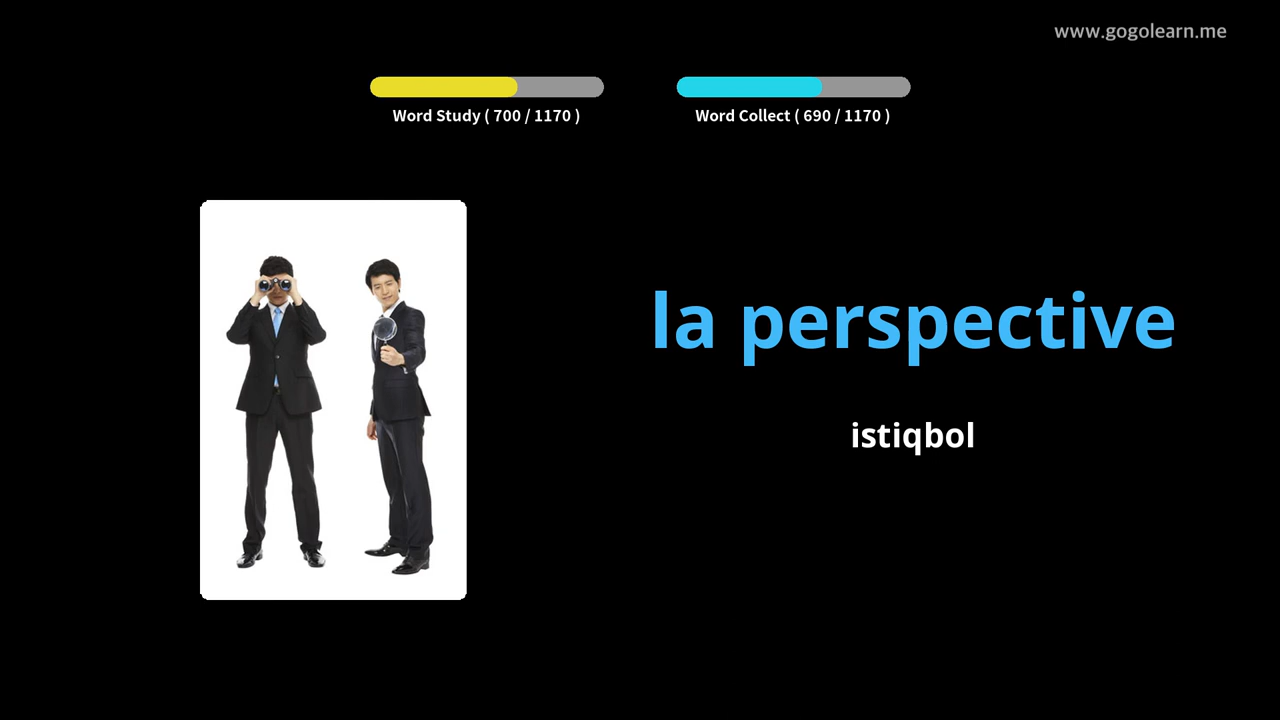 www.gogolearn.me
Word Study ( 700 / 1170 )
Word Collect ( 690 / 1170 )
la perspective
istiqbol